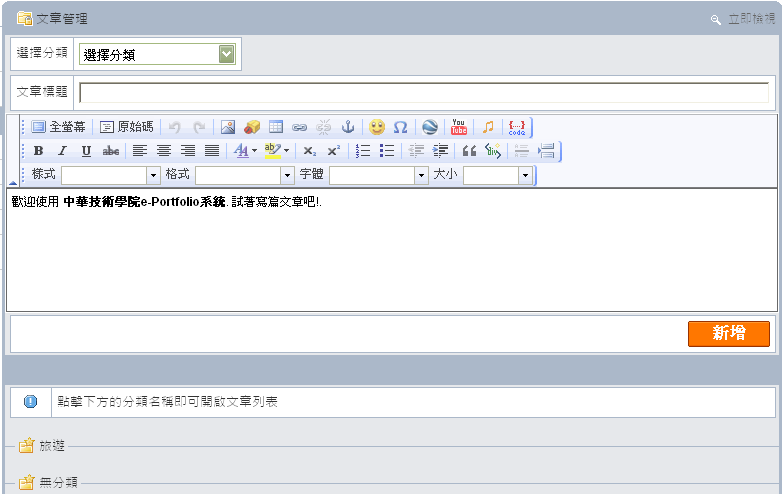 文章管理 立即檢視
選擇分類 選擇分類
文章標題
全螢幕 原始碼 Ω You Tube {...} code
B I U abc div
樣式 格式 字體 大小
歡迎使用 中華技術學院e-Portfolio系統. 試著寫篇文章吧!.
新增
點擊下方的分類名稱即可開啟文章列表
旅遊
無分類